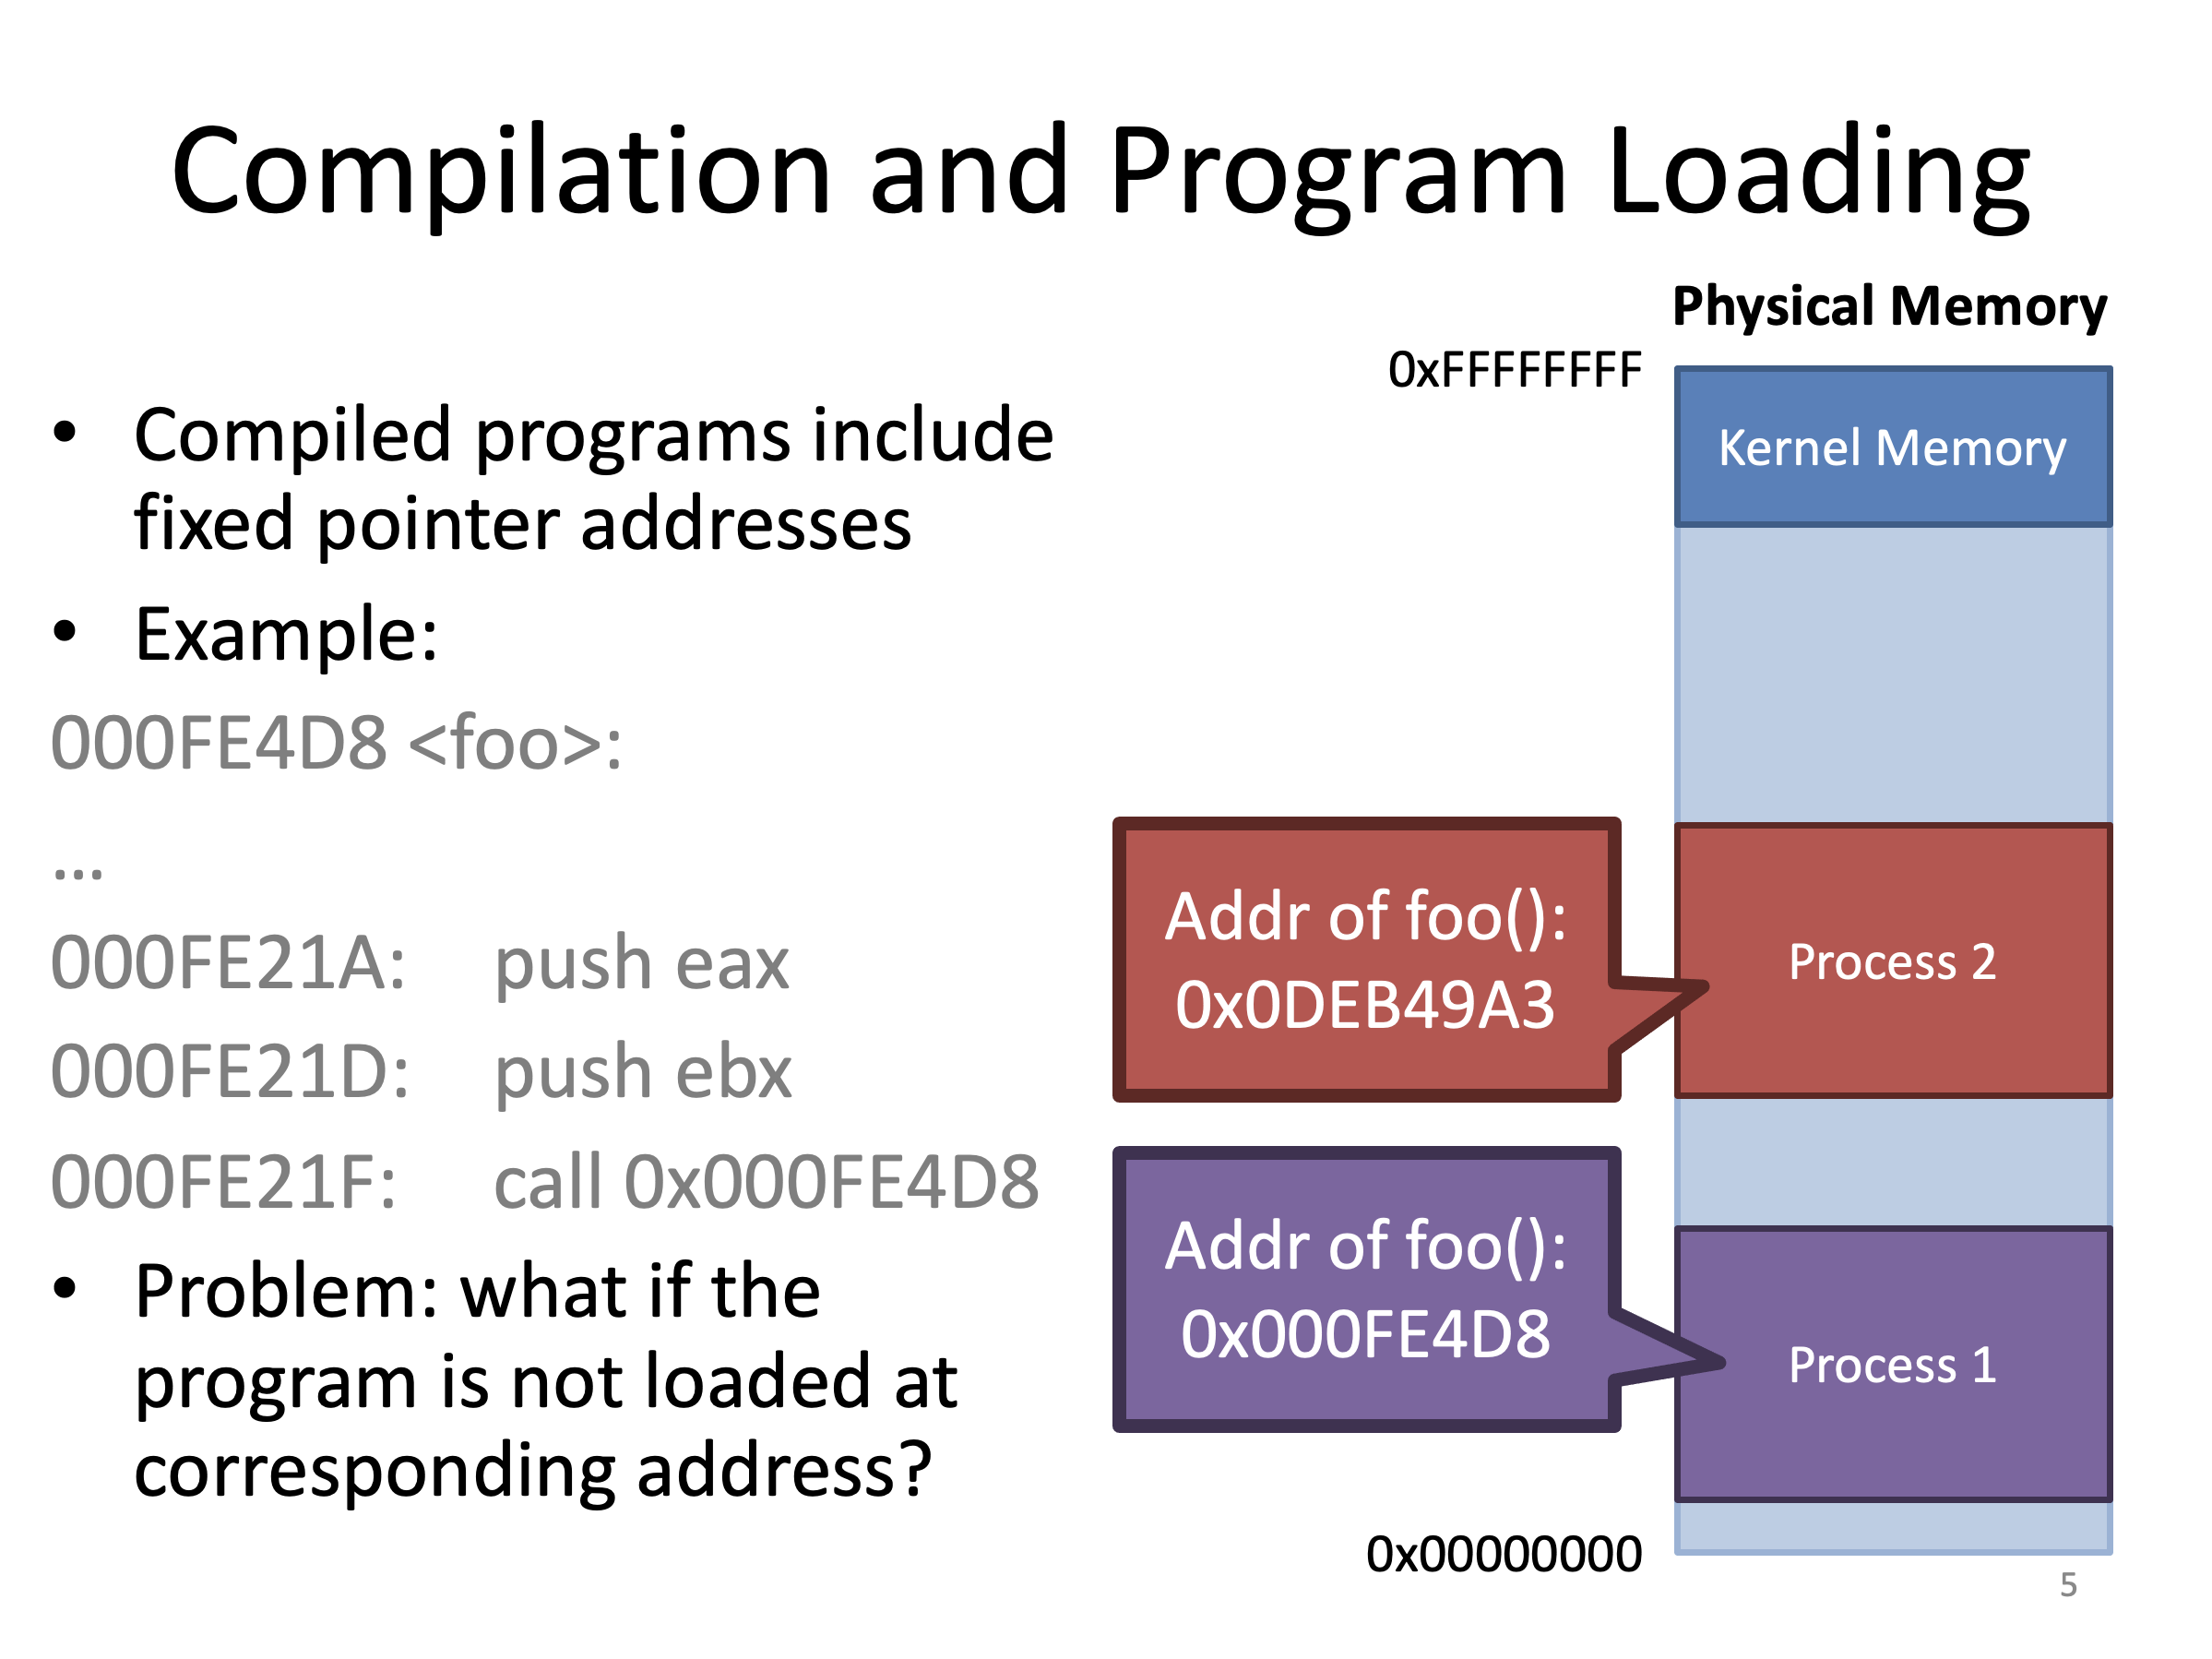 Compilation and Program Loading
• Compiled programs include
fixed pointer addresses
• Example:
000FE4D8 <foo>:
…
000FE21A: push eax
000FE21D: push ebx
000FE21F: call 0x000FE4D8
• Problem: what if the
program is not loaded at
corresponding address?
Physical Memory
0xFFFFFFFF
Kernel Memory
Addr of foo():
0x0DEB49A3
Process 2
Addr of foo():
0x000FE4D8
Process 1
0x00000000
5